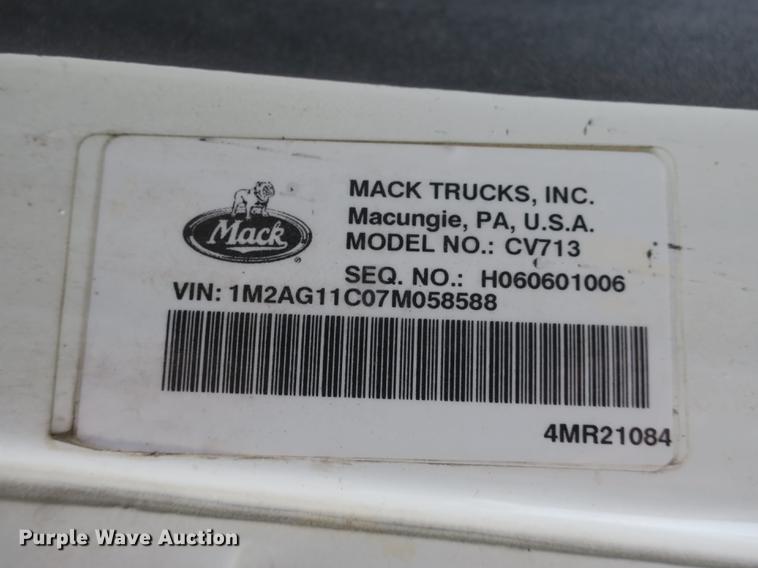 Mack
MACK TRUCKS, INC.
Macungie, PA, U.S.A.
MODEL NO.: CV713
SEQ. NO.: H060601006
VIN: 1M2AG11C07M058588
4MR21084
Purple Wave Auction